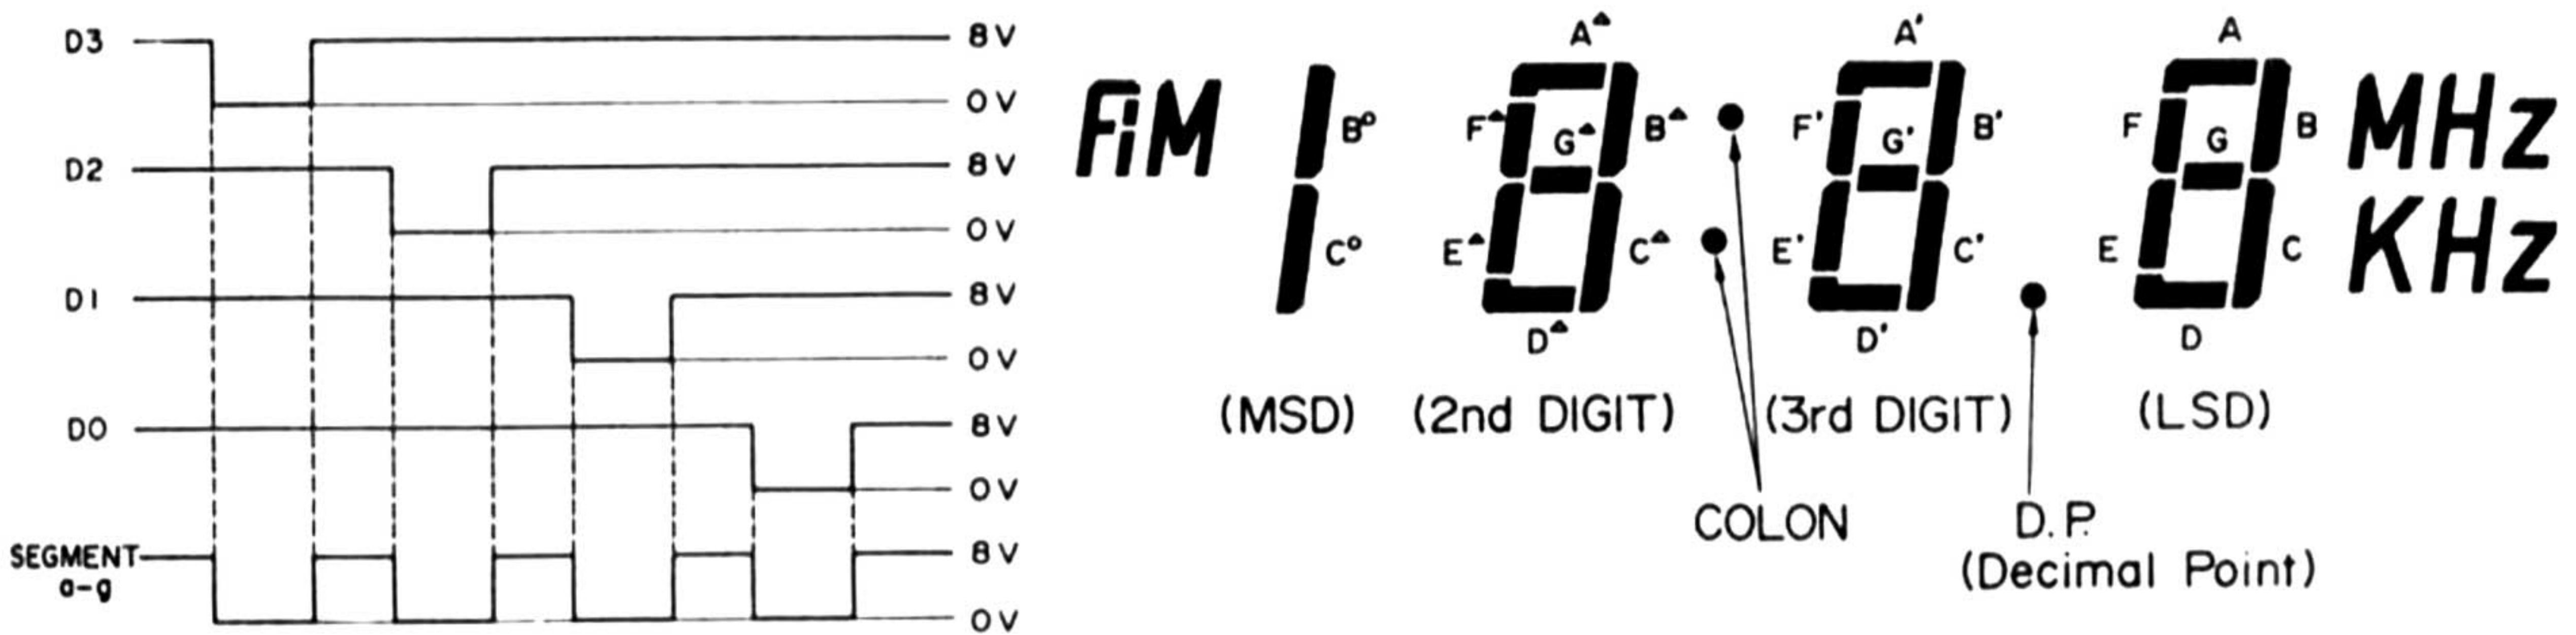 D3 8V
0V
D2 8V
0V
D1 8V
0V
D0 8V
0V
SEGMENT 8V
a-g
0V
A▲ A' A
FiM MHz
B° F▲ G▲ B▲ F' G' B' F G B
KHz
C° E▲ C▲ E' C' E C
D▲ D' D
(MSD) (2nd DIGIT) (3rd DIGIT) (LSD)
COLON D.P.
(Decimal Point)